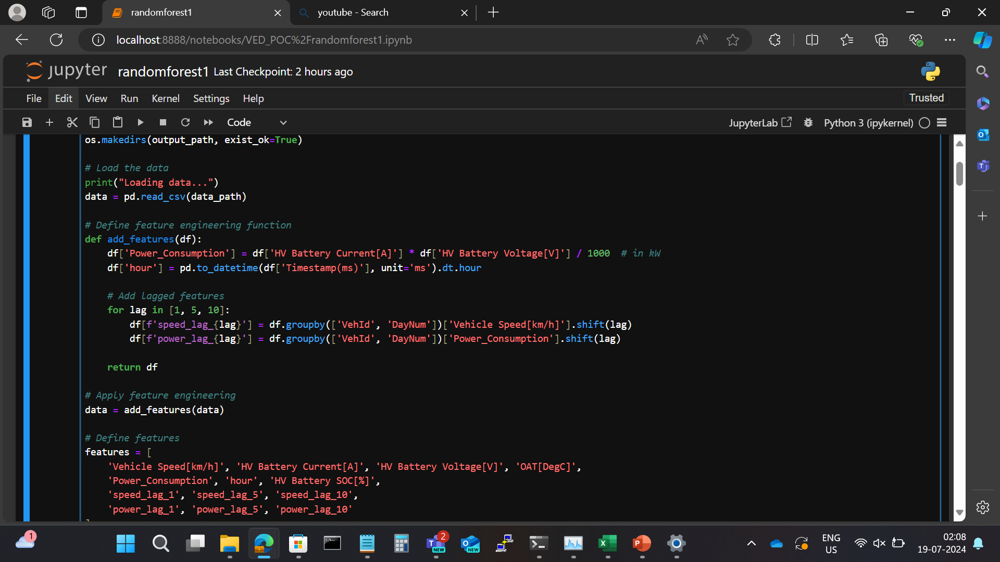 randomforest1
youtube - Search
localhost:8888/notebooks/VED_POC%2Frandomforest1.ipynb
jupyter randomforest1 Last Checkpoint: 2 hours ago
File Edit View Run Kernel Settings Help
Trusted
Code
JupyterLab
Python 3 (ipykernel)
os.makedirs(output_path, exist_ok=True)
# Load the data
print("Loading data...")
data = pd.read_csv(data_path)
# Define feature engineering function
def add_features(df):
    df['Power_Consumption'] = df['HV Battery Current[A]'] * df['HV Battery Voltage[V]'] / 1000  # in kW
    df['hour'] = pd.to_datetime(df['Timestamp(ms)'], unit='ms').dt.hour
    # Add lagged features
    for lag in [1, 5, 10]:
        df[f'speed_lag_{lag}'] = df.groupby(['VehId', 'DayNum'])['Vehicle Speed[km/h]'].shift(lag)
        df[f'power_lag_{lag}'] = df.groupby(['VehId', 'DayNum'])['Power_Consumption'].shift(lag)
    return df
# Apply feature engineering
data = add_features(data)
# Define features
features = [
    'Vehicle Speed[km/h]', 'HV Battery Current[A]', 'HV Battery Voltage[V]', 'OAT[DegC]',
    'Power_Consumption', 'hour', 'HV Battery SOC[%]',
    'speed_lag_1', 'speed_lag_5', 'speed_lag_10',
    'power_lag_1', 'power_lag_5', 'power_lag_10'
1
2
NEW
NEW
ENG
US
02:08
19-07-2024